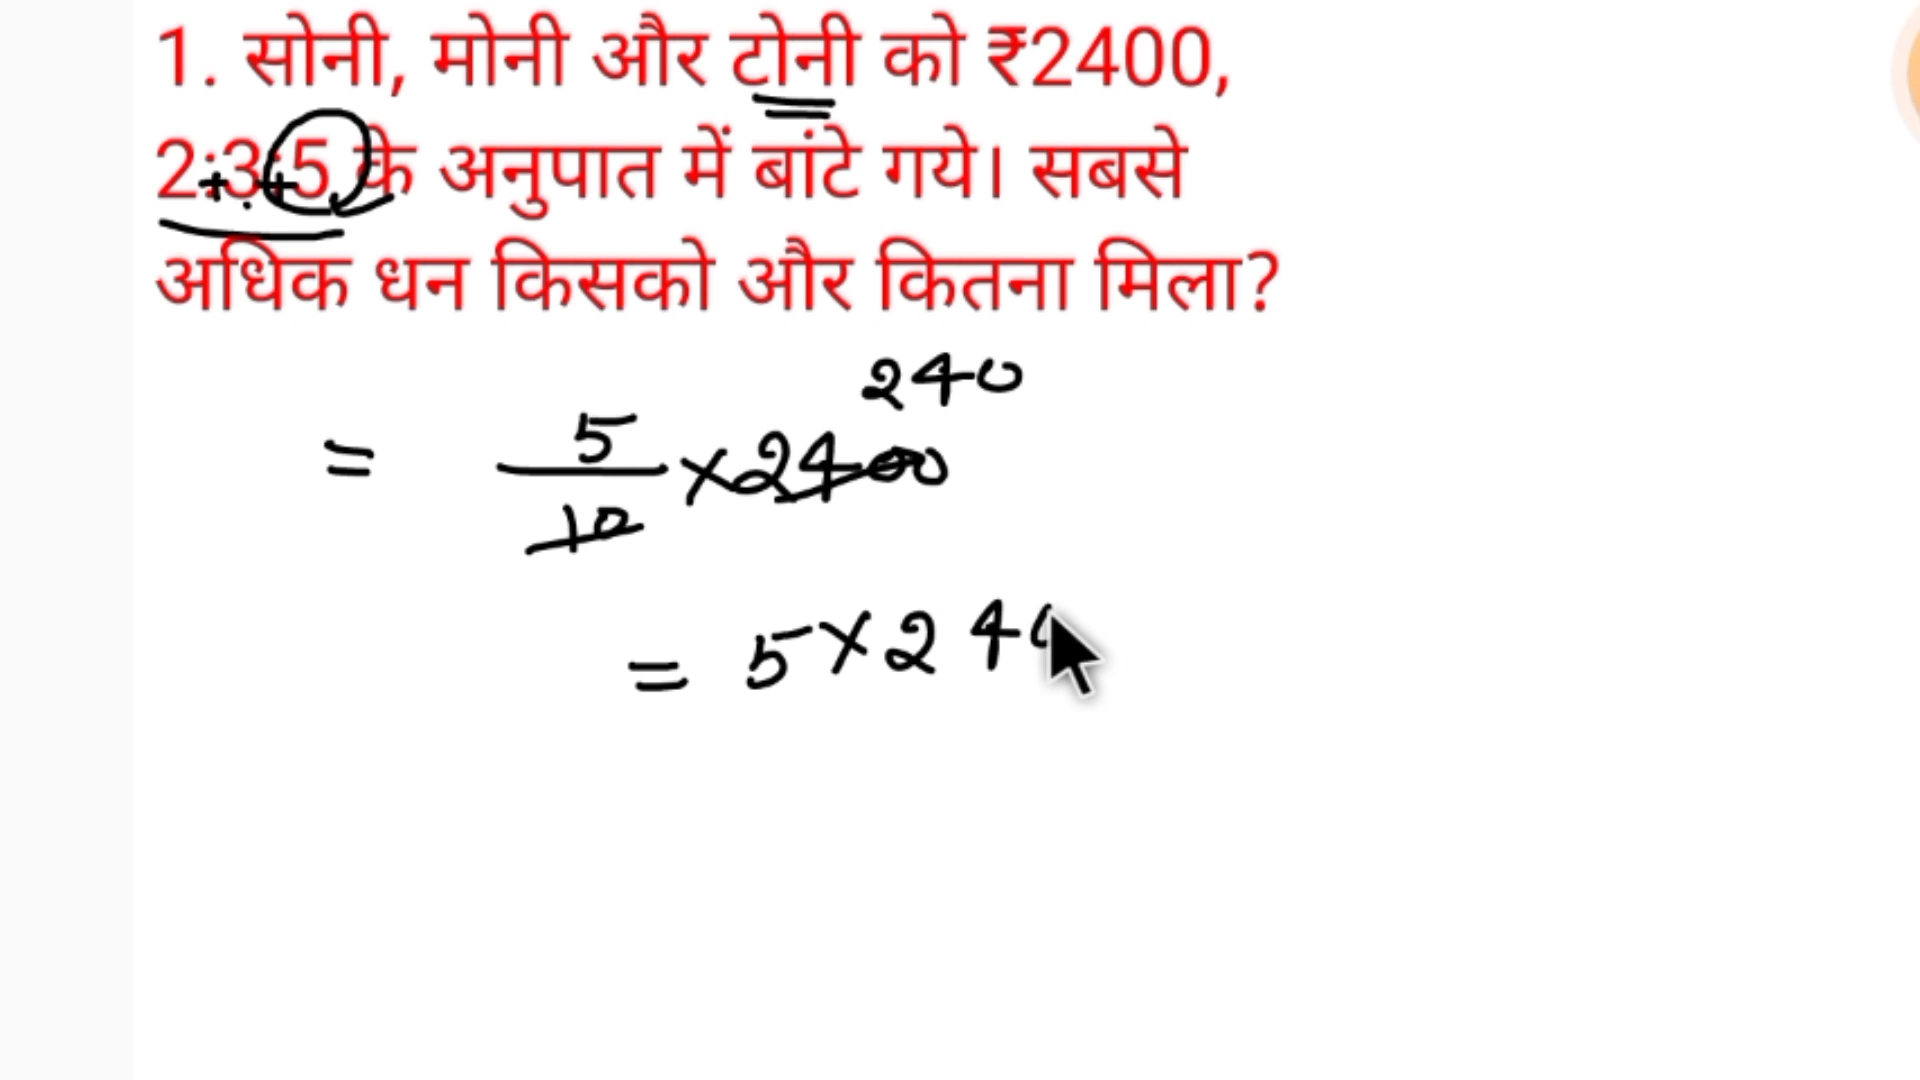 1. सोनी, मोनी और टोनी को ₹2400,
2:3:5 के अनुपात में बांटे गये। सबसे
अधिक धन किसको और कितना मिला?
240
= 5/10 ×2400
= 5×240